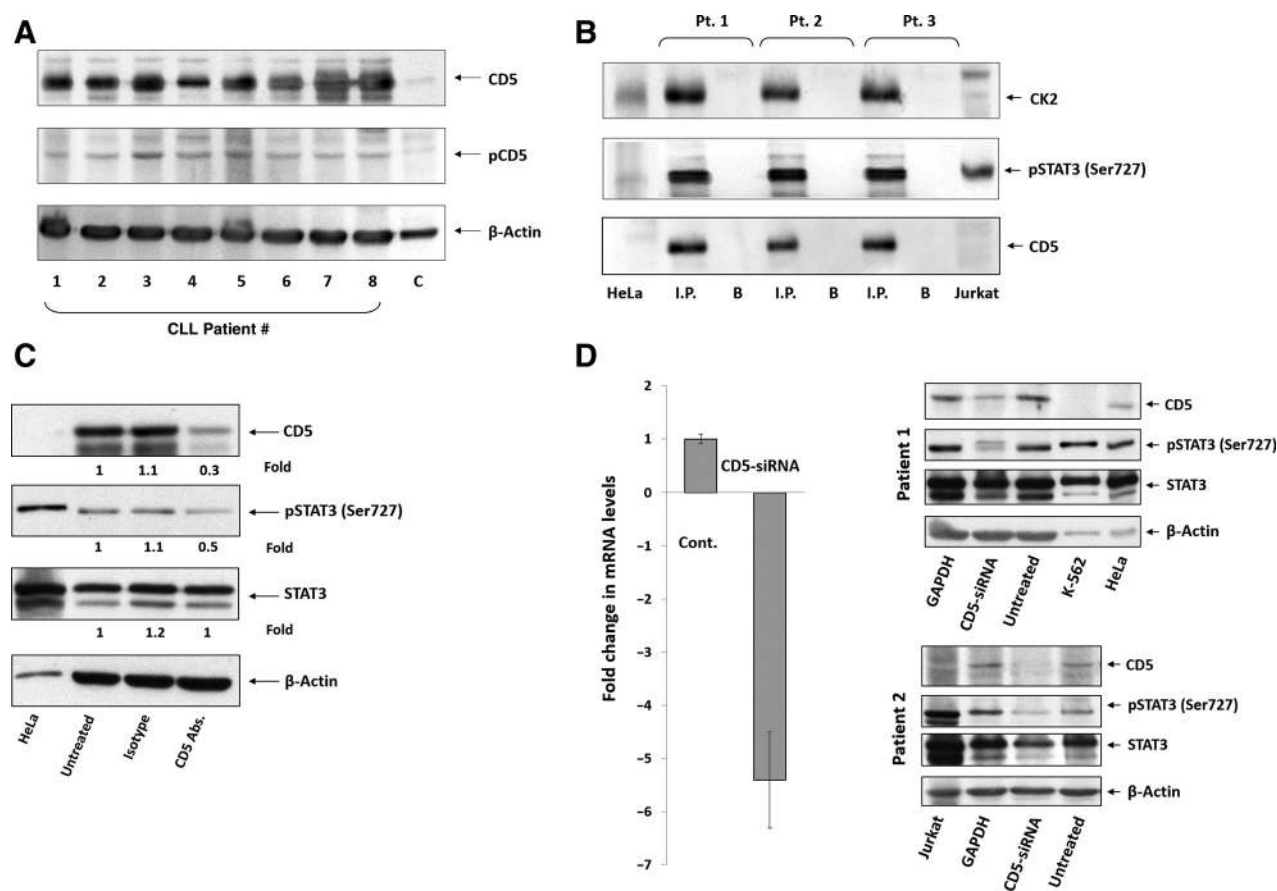 A
CD5
pCD5
β-Actin
1 2 3 4 5 6 7 8 C
CLL Patient #
B
Pt. 1 Pt. 2 Pt. 3
CK2
pSTAT3 (Ser727)
CD5
HeLa I.P. B I.P. B I.P. B Jurkat
C
CD5
1 1.1 0.3 Fold
pSTAT3 (Ser727)
1 1.1 0.5 Fold
STAT3
1 1.2 1 Fold
β-Actin
HeLa Untreated Isotype CD5 Abs.
D
Fold change in mRNA levels
2
1
0
−1
−2
−3
−4
−5
−6
−7
Cont.
CD5-siRNA
Patient 1
CD5
pSTAT3 (Ser727)
STAT3
β-Actin
GAPDH CD5-siRNA Untreated K-562 HeLa
Patient 2
CD5
pSTAT3 (Ser727)
STAT3
β-Actin
Jurkat GAPDH CD5-siRNA Untreated